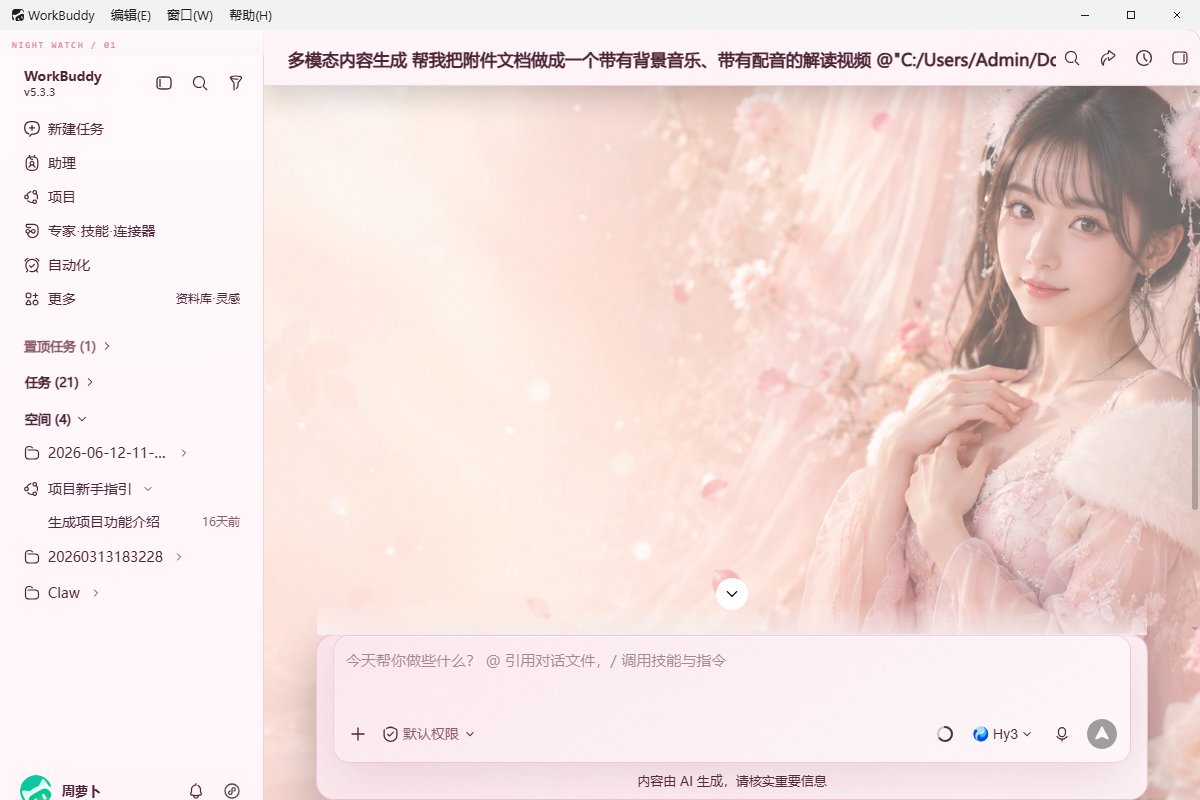 WorkBuddy 编辑(E) 窗口(W) 帮助(H)
NIGHT WATCH / 01
WorkBuddy
v5.3.3
新建任务
助理
项目
专家·技能·连接器
自动化
更多 资料库·灵感
置顶任务 (1)
任务 (21)
空间 (4)
2026-06-12-11-...
项目新手指引
生成项目功能介绍 16天前
20260313183228
Claw
周萝卜
多模态内容生成 帮我把附件文档做成一个带有背景音乐、带有配音的解读视频 @"C:/Users/Admin/Do
今天帮你做些什么? @ 引用对话文件, / 调用技能与指令
默认权限 Hy3
内容由 AI 生成，请核实重要信息